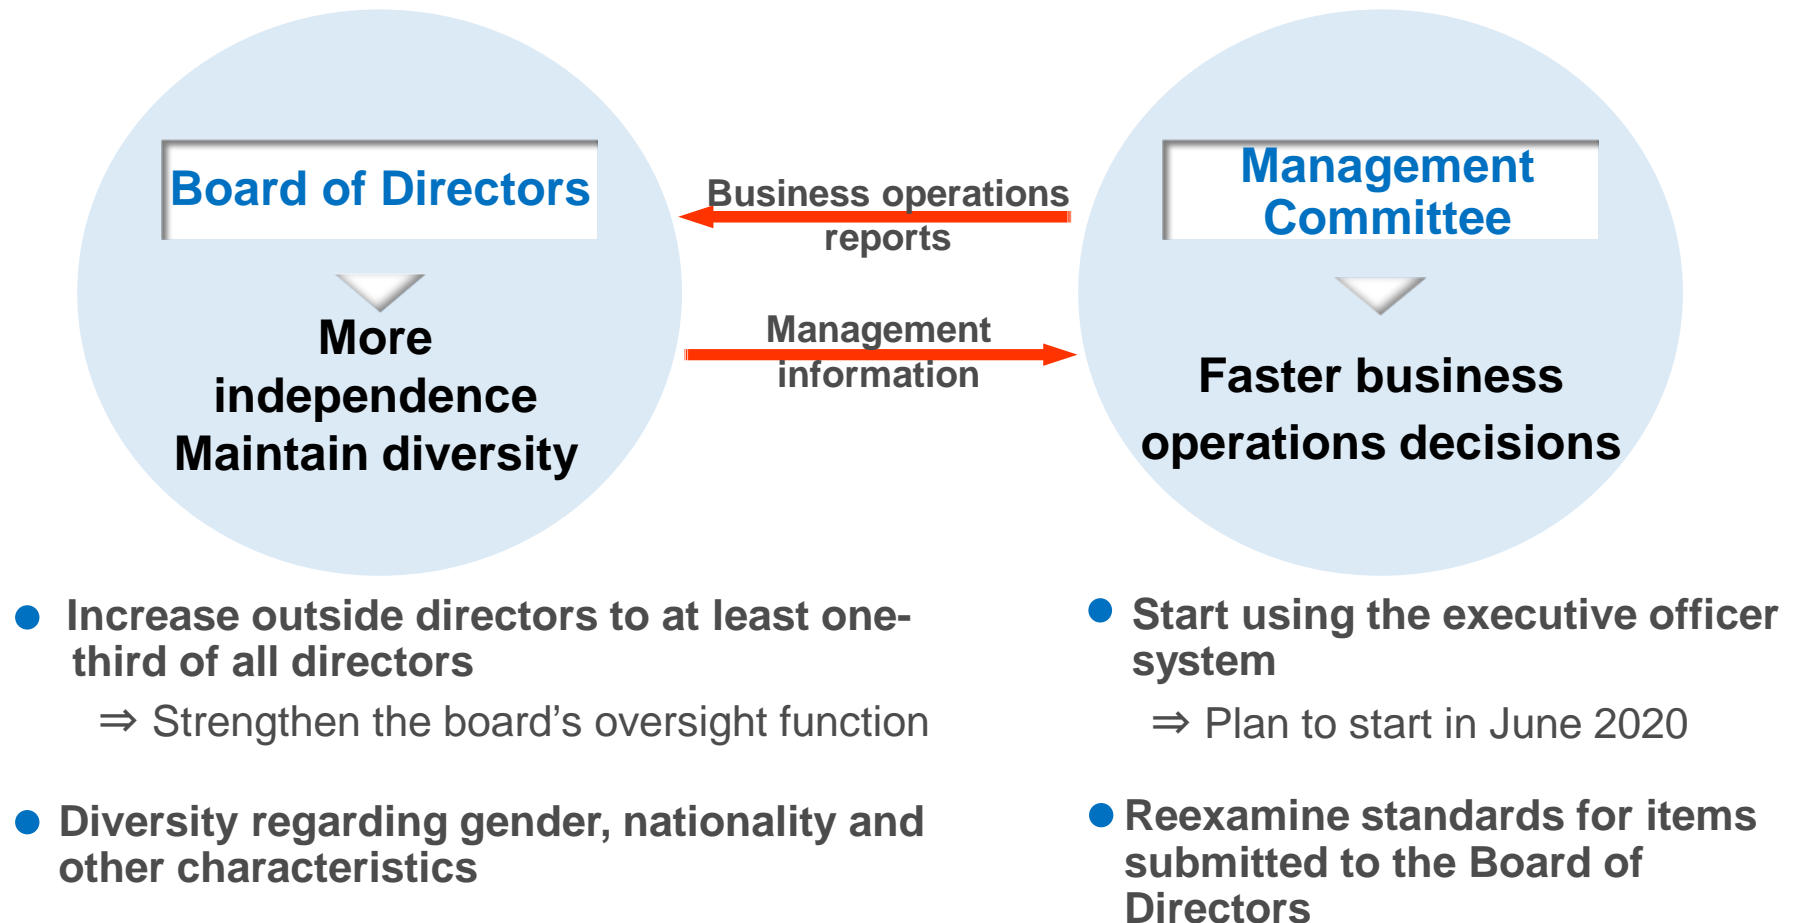 Board of Directors
More
independence
Maintain diversity
Business operations
reports
Management
information
Management
Committee
Faster business
operations decisions
● Increase outside directors to at least one-
third of all directors
⇒ Strengthen the board’s oversight function
● Diversity regarding gender, nationality and
other characteristics
● Start using the executive officer
system
⇒ Plan to start in June 2020
● Reexamine standards for items
submitted to the Board of
Directors